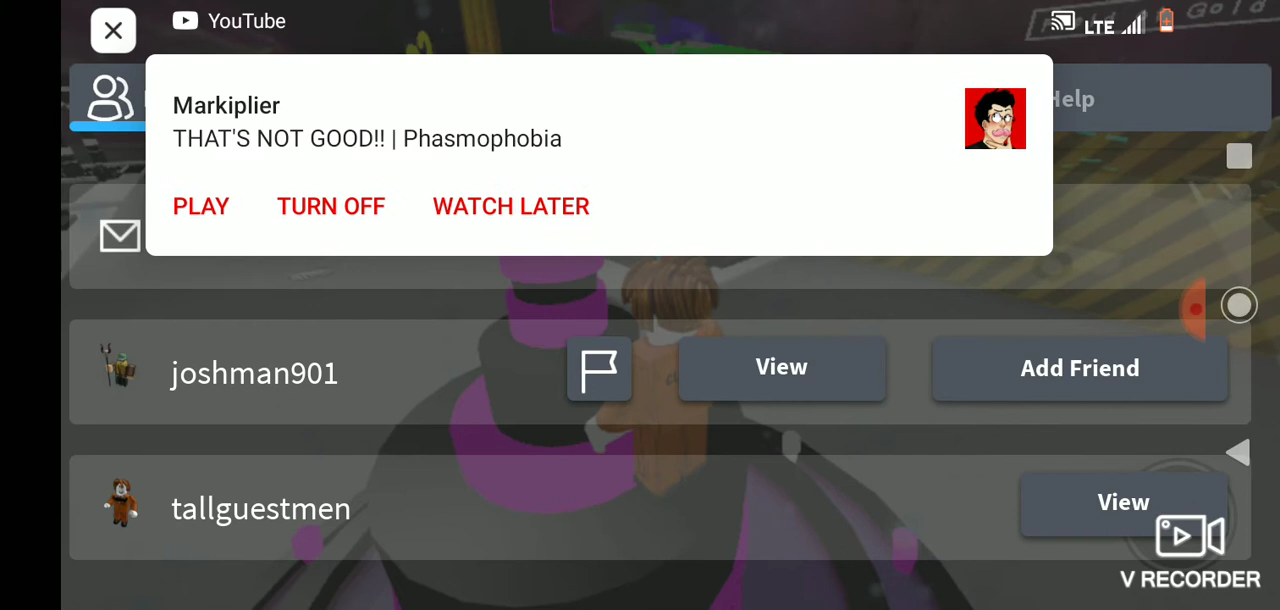 YouTube
LTE
Markiplier
THAT'S NOT GOOD!! | Phasmophobia
PLAY TURN OFF WATCH LATER
Help
joshman901 View Add Friend
tallguestmen View
V RECORDER